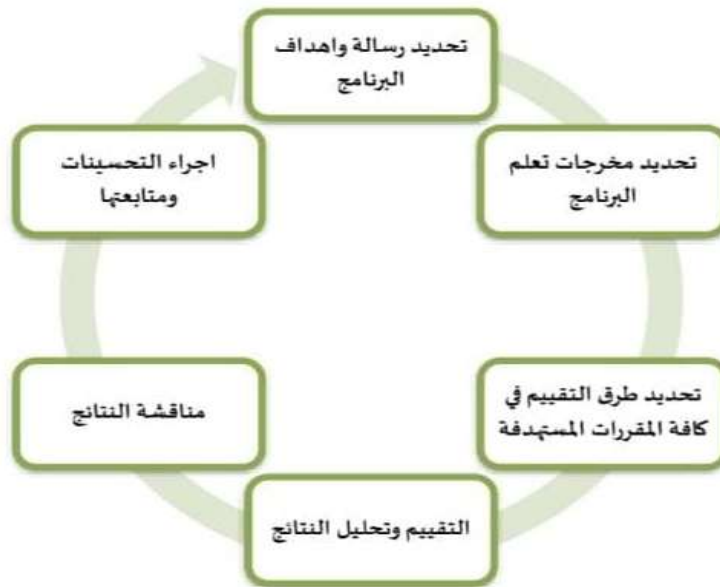 تحديد رسالة واهداف
البرنامج
تحديد مخرجات تعلم
البرنامج
تحديد طرق التقييم في
كافة المقررات المستهدفة
التقييم وتحليل النتائج
مناقشة النتائج
اجراء التحسينات
ومتابعتها